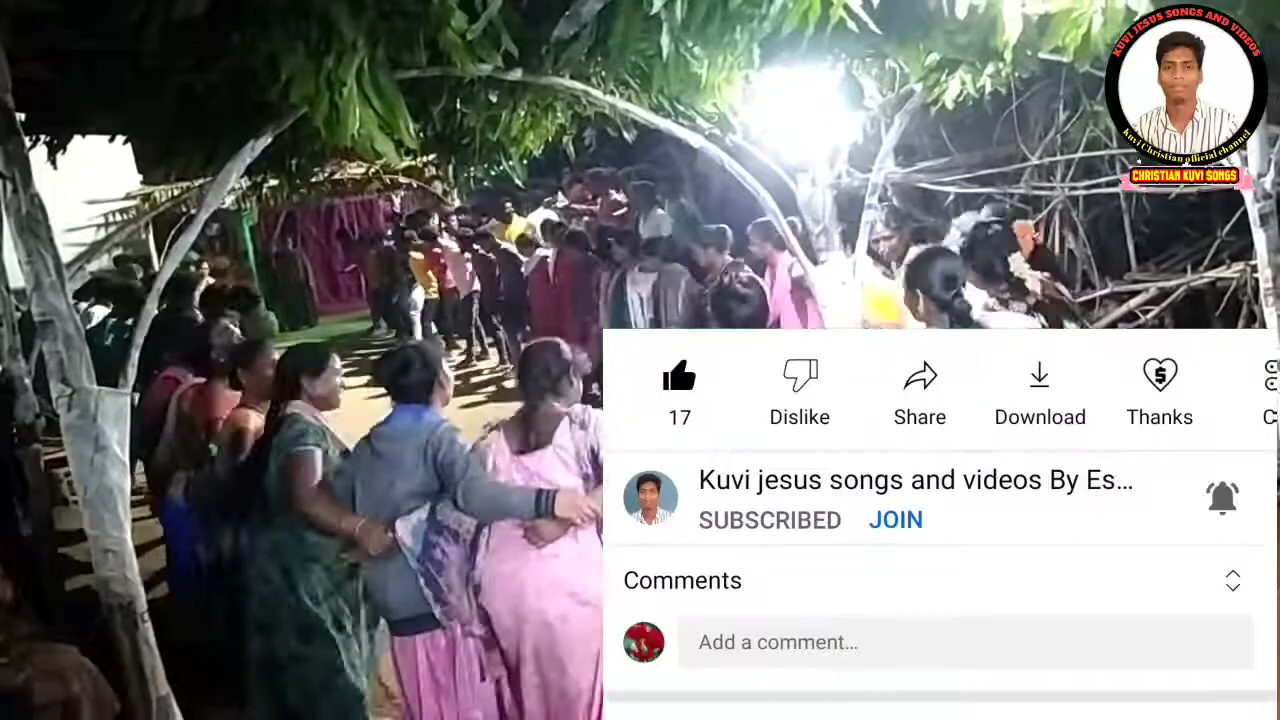 KUVI JESUS SONGS AND VIDEOS
Kuvi Christian official channel
CHRISTIAN KUVI SONGS
17
Dislike
Share
Download
Thanks
C
Kuvi jesus songs and videos By Es...
SUBSCRIBED
JOIN
Comments
Add a comment...